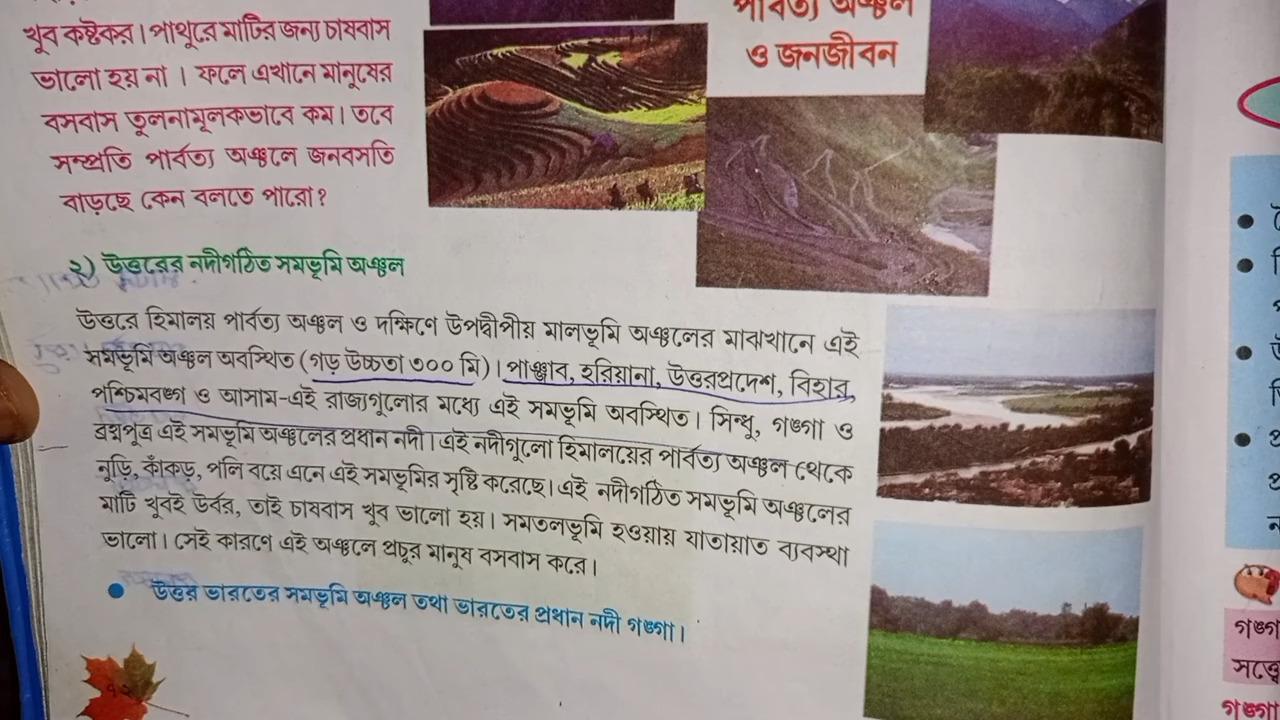 খুব কষ্টকর। পাথুরে মাটির জন্য চাষবাস
ভালো হয় না । ফলে এখানে মানুষের
বসবাস তুলনামূলকভাবে কম। তবে
সম্প্রতি পার্বত্য অঞ্চলে জনবসতি
বাড়ছে কেন বলতে পারো?
পার্বত্য অঞ্চল
ও জনজীবন
২) উত্তরের নদীগঠিত সমভূমি অঞ্চল
উত্তরে হিমালয় পার্বত্য অঞ্চল ও দক্ষিণে উপদ্বীপীয় মালভূমি অঞ্চলের মাঝখানে এই
সমভূমি অঞ্চল অবস্থিত (গড় উচ্চতা ৩০০ মি)। পাঞ্জাব, হরিয়ানা, উত্তরপ্রদেশ, বিহার,
পশ্চিমবঙ্গ ও আসাম-এই রাজ্যগুলোর মধ্যে এই সমভূমি অবস্থিত। সিন্ধু, গঙ্গা ও
ব্রহ্মপুত্র এই সমভূমি অঞ্চলের প্রধান নদী। এই নদীগুলো হিমালয়ের পার্বত্য অঞ্চল থেকে
নুড়ি, কাঁকড়, পলি বয়ে এনে এই সমভূমির সৃষ্টি করেছে। এই নদীগঠিত সমভূমি অঞ্চলের
মাটি খুবই উর্বর, তাই চাষবাস খুব ভালো হয়। সমতলভূমি হওয়ায় যাতায়াত ব্যবস্থা
ভালো। সেই কারণে এই অঞ্চলে প্রচুর মানুষ বসবাস করে।
● উত্তর ভারতের সমভূমি অঞ্চল তথা ভারতের প্রধান নদী গঙ্গা।
গঙ্গা
সত্ত্বে
গঙ্গা